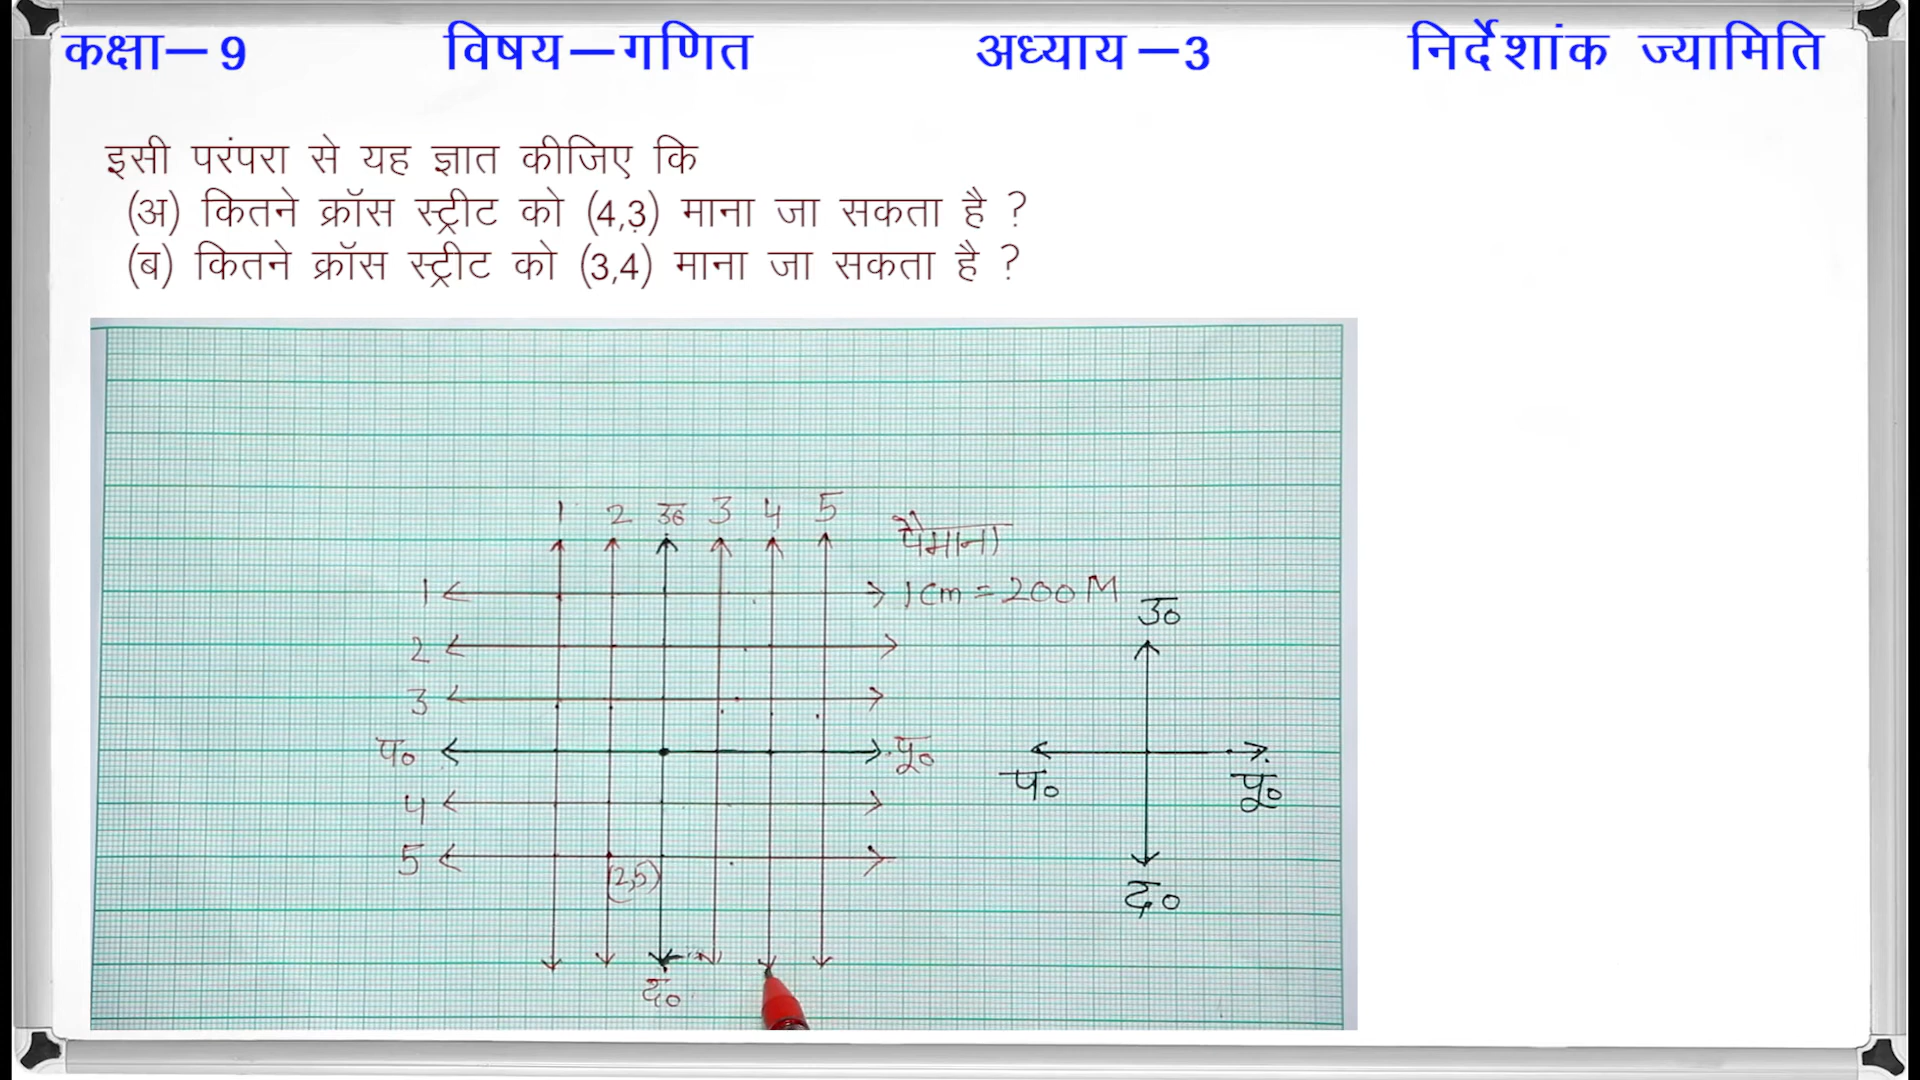 कक्षा—9 विषय—गणित अध्याय—3 निर्देशांक ज्यामिति
इसी परंपरा से यह ज्ञात कीजिए कि
(अ) कितने क्रॉस स्ट्रीट को (4,3) माना जा सकता है ?
(ब) कितने क्रॉस स्ट्रीट को (3,4) माना जा सकता है ?
1 2 उ० 3 4 5
पैमाना
1 1 Cm = 200 M
उ०
2
3
प० पू०
प० पू०
4
5
(2,5)
द०
द०